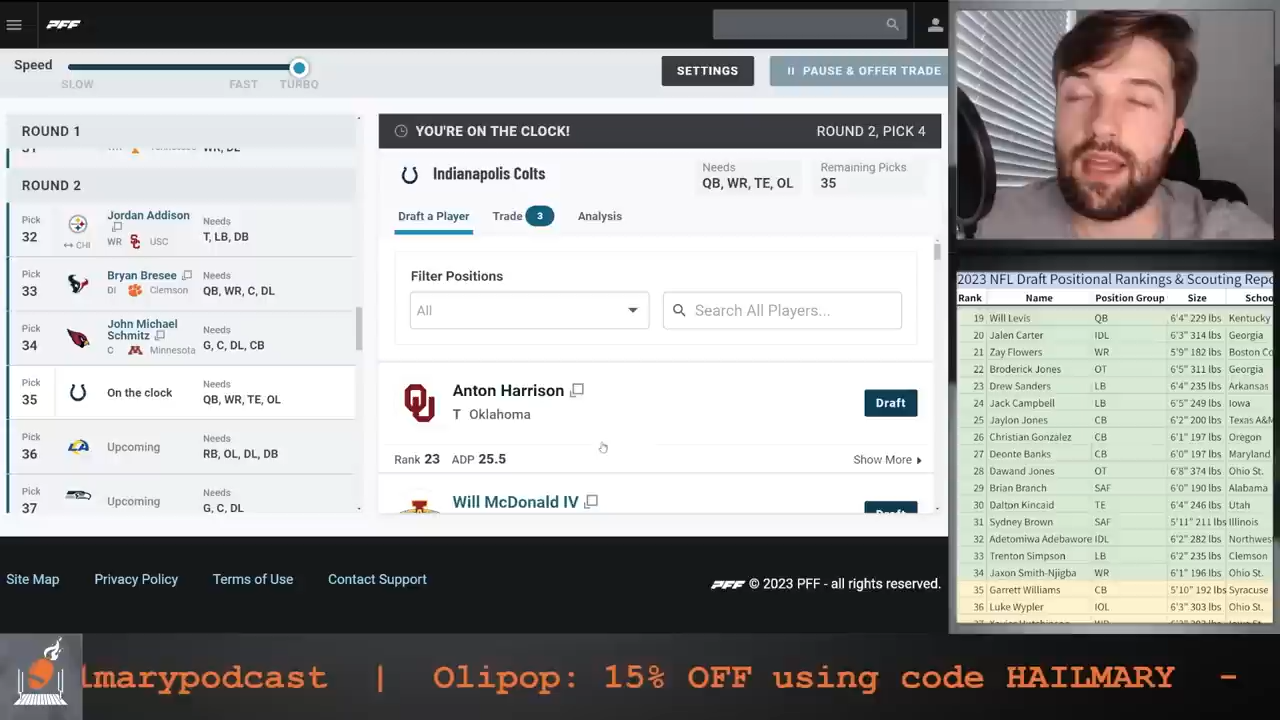 PFF
Speed
SLOW
FAST
TURBO
SETTINGS
PAUSE & OFFER TRADE
ROUND 1
ROUND 2
Pick
32
CHI
Jordan Addison
WR
USC
Needs
T, LB, DB
Pick
33
Bryan Bresee
DI
Clemson
Needs
QB, WR, C, DL
Pick
34
John Michael
Schmitz
C
Minnesota
Needs
G, C, DL, CB
Pick
35
On the clock
Needs
QB, WR, TE, OL
Pick
36
Upcoming
Needs
RB, OL, DL, DB
Pick
37
Upcoming
Needs
G, C, DL
YOU'RE ON THE CLOCK!
ROUND 2, PICK 4
Indianapolis Colts
Needs
QB, WR, TE, OL
Remaining Picks
35
Draft a Player
Trade 3
Analysis
Filter Positions
All
Search All Players...
OU
Anton Harrison
T Oklahoma
Draft
Rank 23 ADP 25.5
Show More
Will McDonald IV
Draft
Site Map
Privacy Policy
Terms of Use
Contact Support
PFF © 2023 PFF - all rights reserved.
2023 NFL Draft Positional Rankings & Scouting Repo
Rank Name Position Group Size Schoo
19 Will Levis QB 6'4" 229 lbs Kentucky
20 Jalen Carter IDL 6'3" 314 lbs Georgia
21 Zay Flowers WR 5'9" 182 lbs Boston Co
22 Broderick Jones OT 6'5" 311 lbs Georgia
23 Drew Sanders LB 6'4" 235 lbs Arkansas
24 Jack Campbell LB 6'5" 249 lbs Iowa
25 Jaylon Jones CB 6'2" 200 lbs Texas A&M
26 Christian Gonzalez CB 6'1" 197 lbs Oregon
27 Deonte Banks CB 6'0" 197 lbs Maryland
28 Dawand Jones OT 6'8" 374 lbs Ohio St.
29 Brian Branch SAF 6'0" 190 lbs Alabama
30 Dalton Kincaid TE 6'4" 246 lbs Utah
31 Sydney Brown SAF 5'11" 211 lbs Illinois
32 Adetomiwa Adebawore IDL 6'2" 282 lbs Northwes
33 Trenton Simpson LB 6'2" 235 lbs Clemson
34 Jaxon Smith-Njigba WR 6'1" 196 lbs Ohio St.
35 Garrett Williams CB 5'10" 192 lbs Syracuse
36 Luke Wypler IOL 6'3" 303 lbs Ohio St.
lmarypodcast | Olipop: 15% OFF using code HAILMARY -